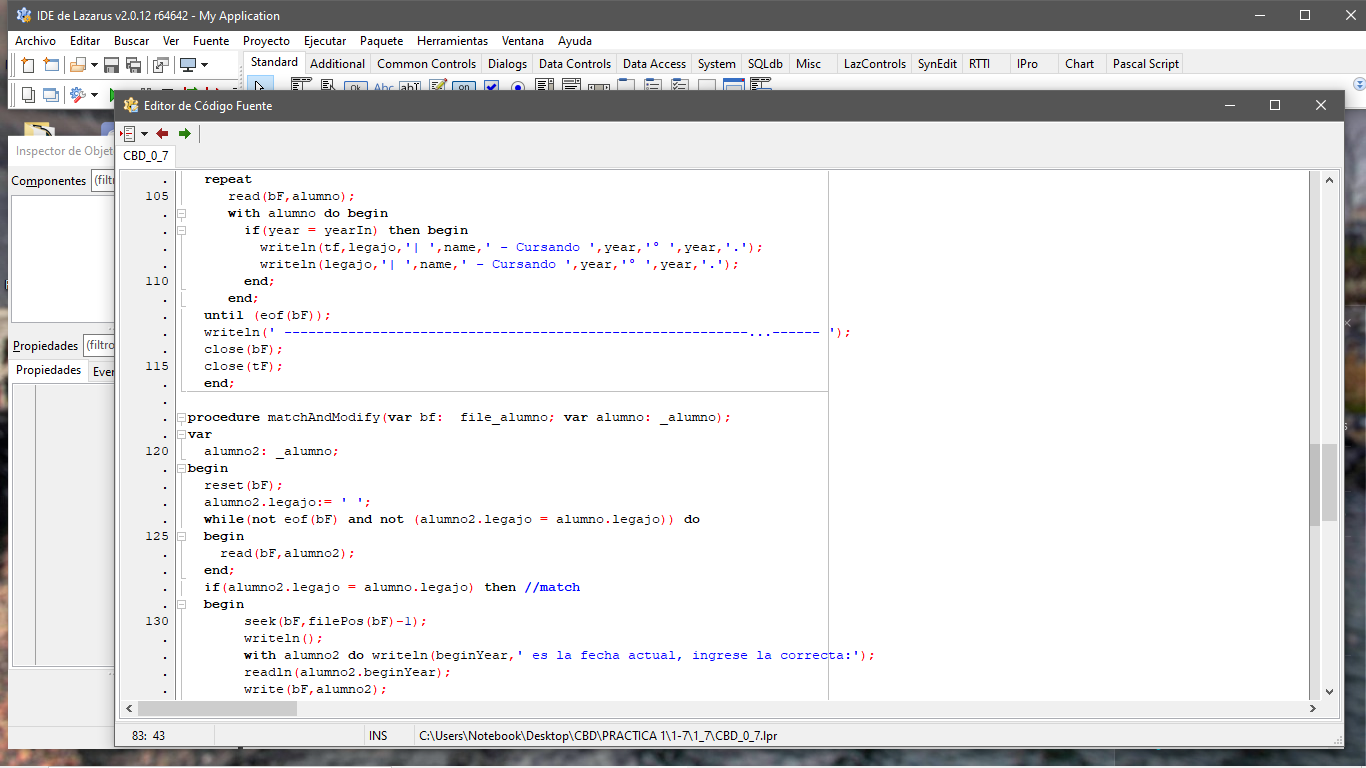 IDE de Lazarus v2.0.12 r64642 - My Application
Archivo Editar Buscar Ver Fuente Proyecto Ejecutar Paquete Herramientas Ventana Ayuda
Standard Additional Common Controls Dialogs Data Controls Data Access System SQLdb Misc LazControls SynEdit RTTI IPro Chart Pascal Script
Editor de Código Fuente
Inspector de Objet
CBD_0_7
Componentes (filtr
Propiedades (filtro
Propiedades Ever
repeat
105 read(bF,alumno);
with alumno do begin
if(year = yearIn) then begin
writeln(tf,legajo,'| ',name,' - Cursando ',year,'° ',year,'.');
writeln(legajo,'| ',name,' - Cursando ',year,'° ',year,'.');
110 end;
end;
until (eof(bF));
writeln(' ----------------------------------------------------------...------ ');
close(bF);
115 close(tF);
end;
procedure matchAndModify(var bf:  file_alumno; var alumno: _alumno);
var
120 alumno2: _alumno;
begin
reset(bF);
alumno2.legajo:= ' ';
while(not eof(bF) and not (alumno2.legajo = alumno.legajo)) do
125 begin
read(bF,alumno2);
end;
if(alumno2.legajo = alumno.legajo) then //match
begin
130 seek(bF,filePos(bF)-1);
writeln();
with alumno2 do writeln(beginYear,' es la fecha actual, ingrese la correcta:');
readln(alumno2.beginYear);
write(bF,alumno2);
83: 43 INS C:\Users\Notebook\Desktop\CBD\PRACTICA 1\1-7\1_7\CBD_0_7.lpr